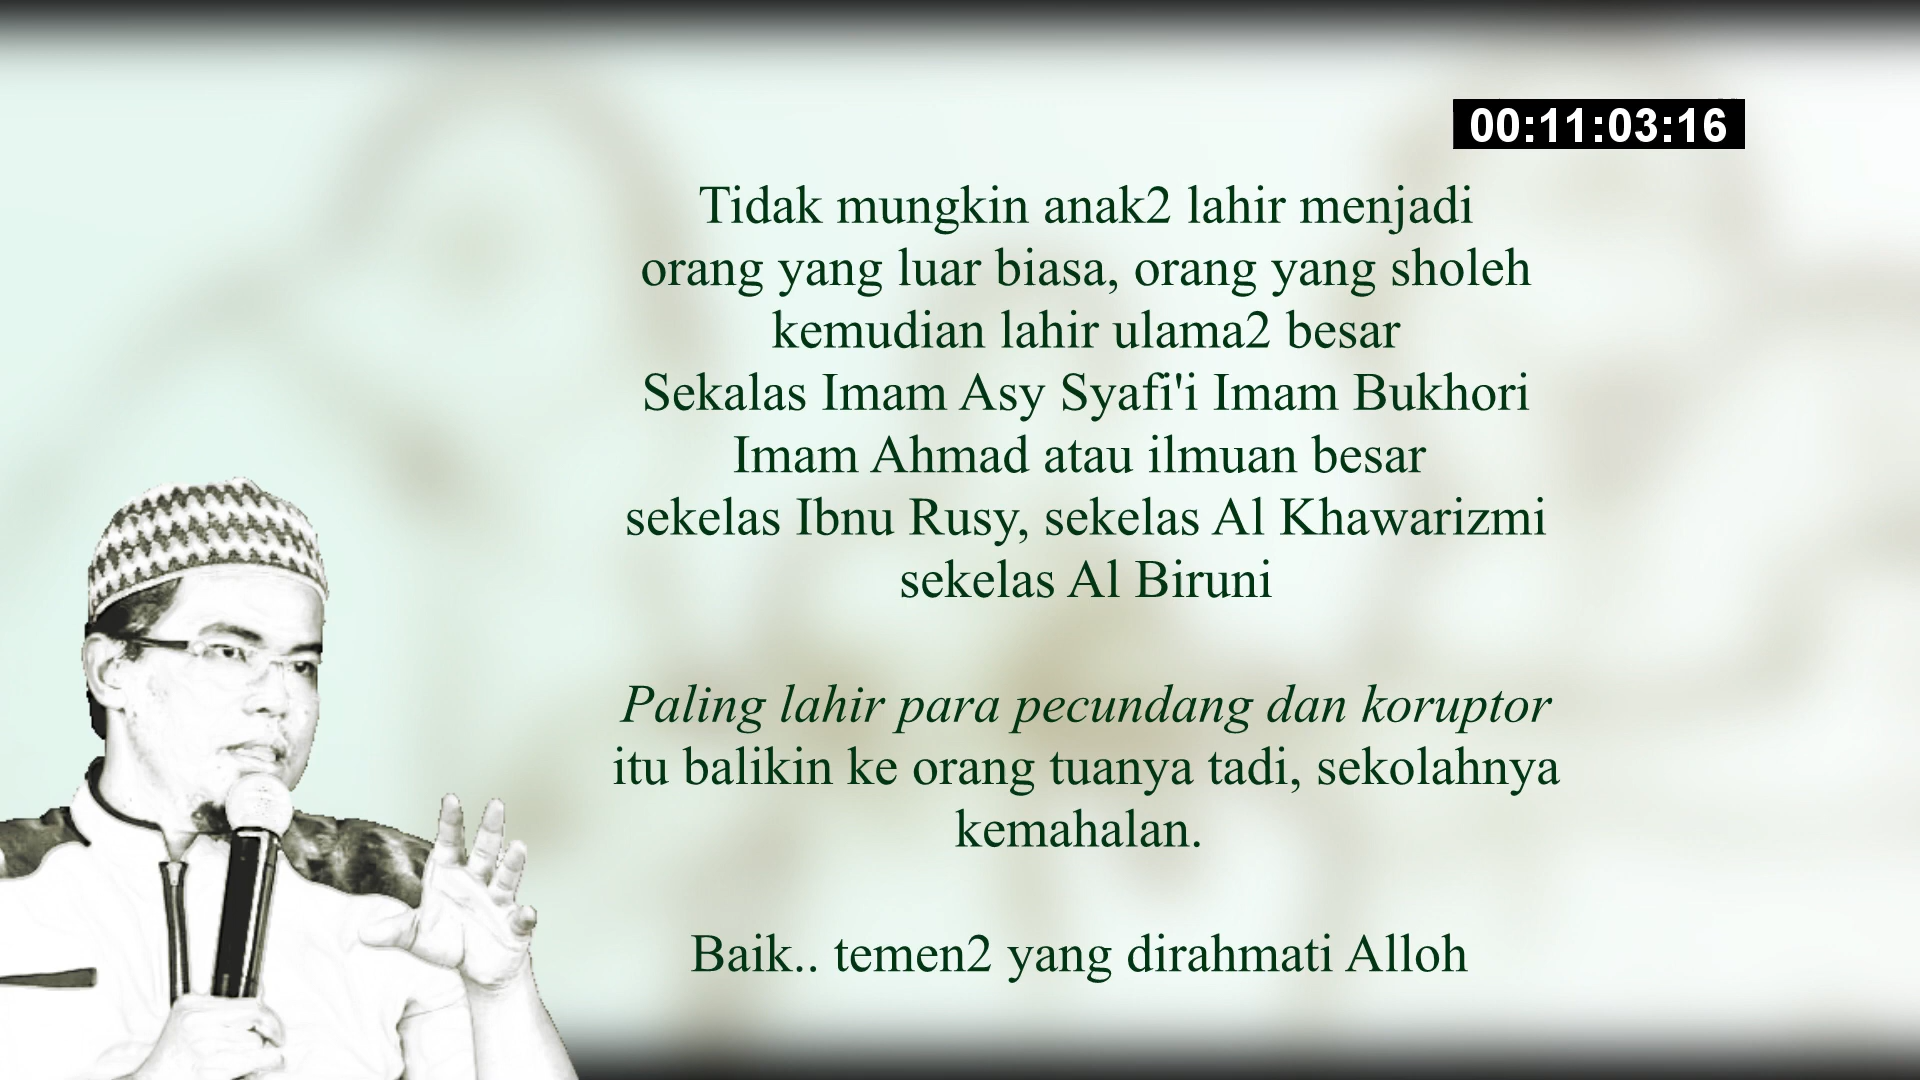 00:11:03:16
Tidak mungkin anak2 lahir menjadi
orang yang luar biasa, orang yang sholeh
kemudian lahir ulama2 besar
Sekalas Imam Asy Syafi'i Imam Bukhori
Imam Ahmad atau ilmuan besar
sekelas Ibnu Rusy, sekelas Al Khawarizmi
sekelas Al Biruni
Paling lahir para pecundang dan koruptor
itu balikin ke orang tuanya tadi, sekolahnya
kemahalan.
Baik.. temen2 yang dirahmati Alloh